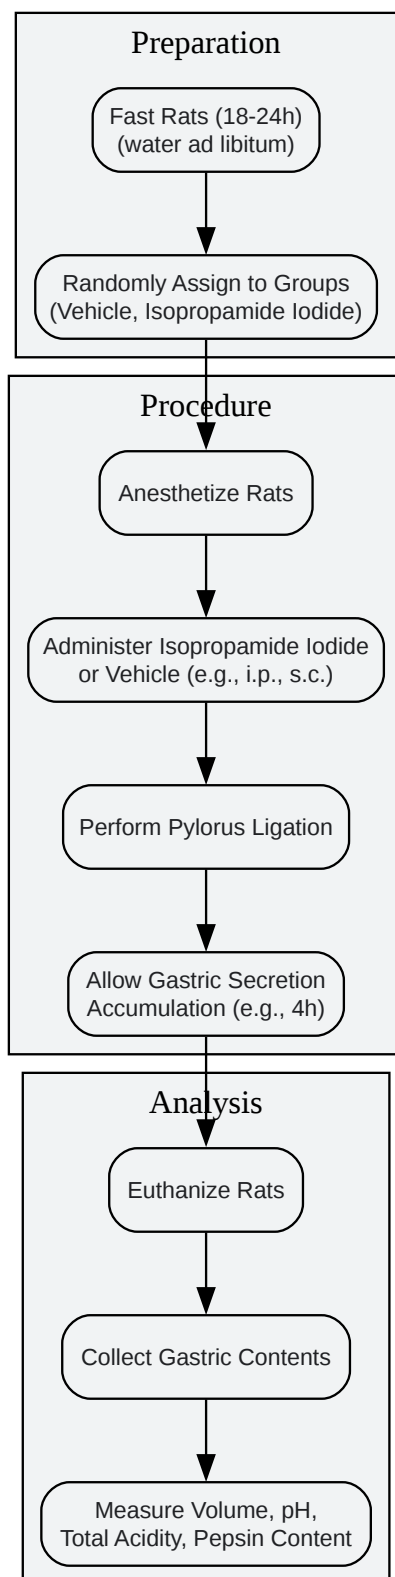 Preparation
Fast Rats (18-24h)
(water ad libitum)
Randomly Assign to Groups
(Vehicle, Isopropamide Iodide)
Procedure
Anesthetize Rats
Administer Isopropamide Iodide
or Vehicle (e.g., i.p., s.c.)
Perform Pylorus Ligation
Allow Gastric Secretion
Accumulation (e.g., 4h)
Analysis
Euthanize Rats
Collect Gastric Contents
Measure Volume, pH,
Total Acidity, Pepsin Content